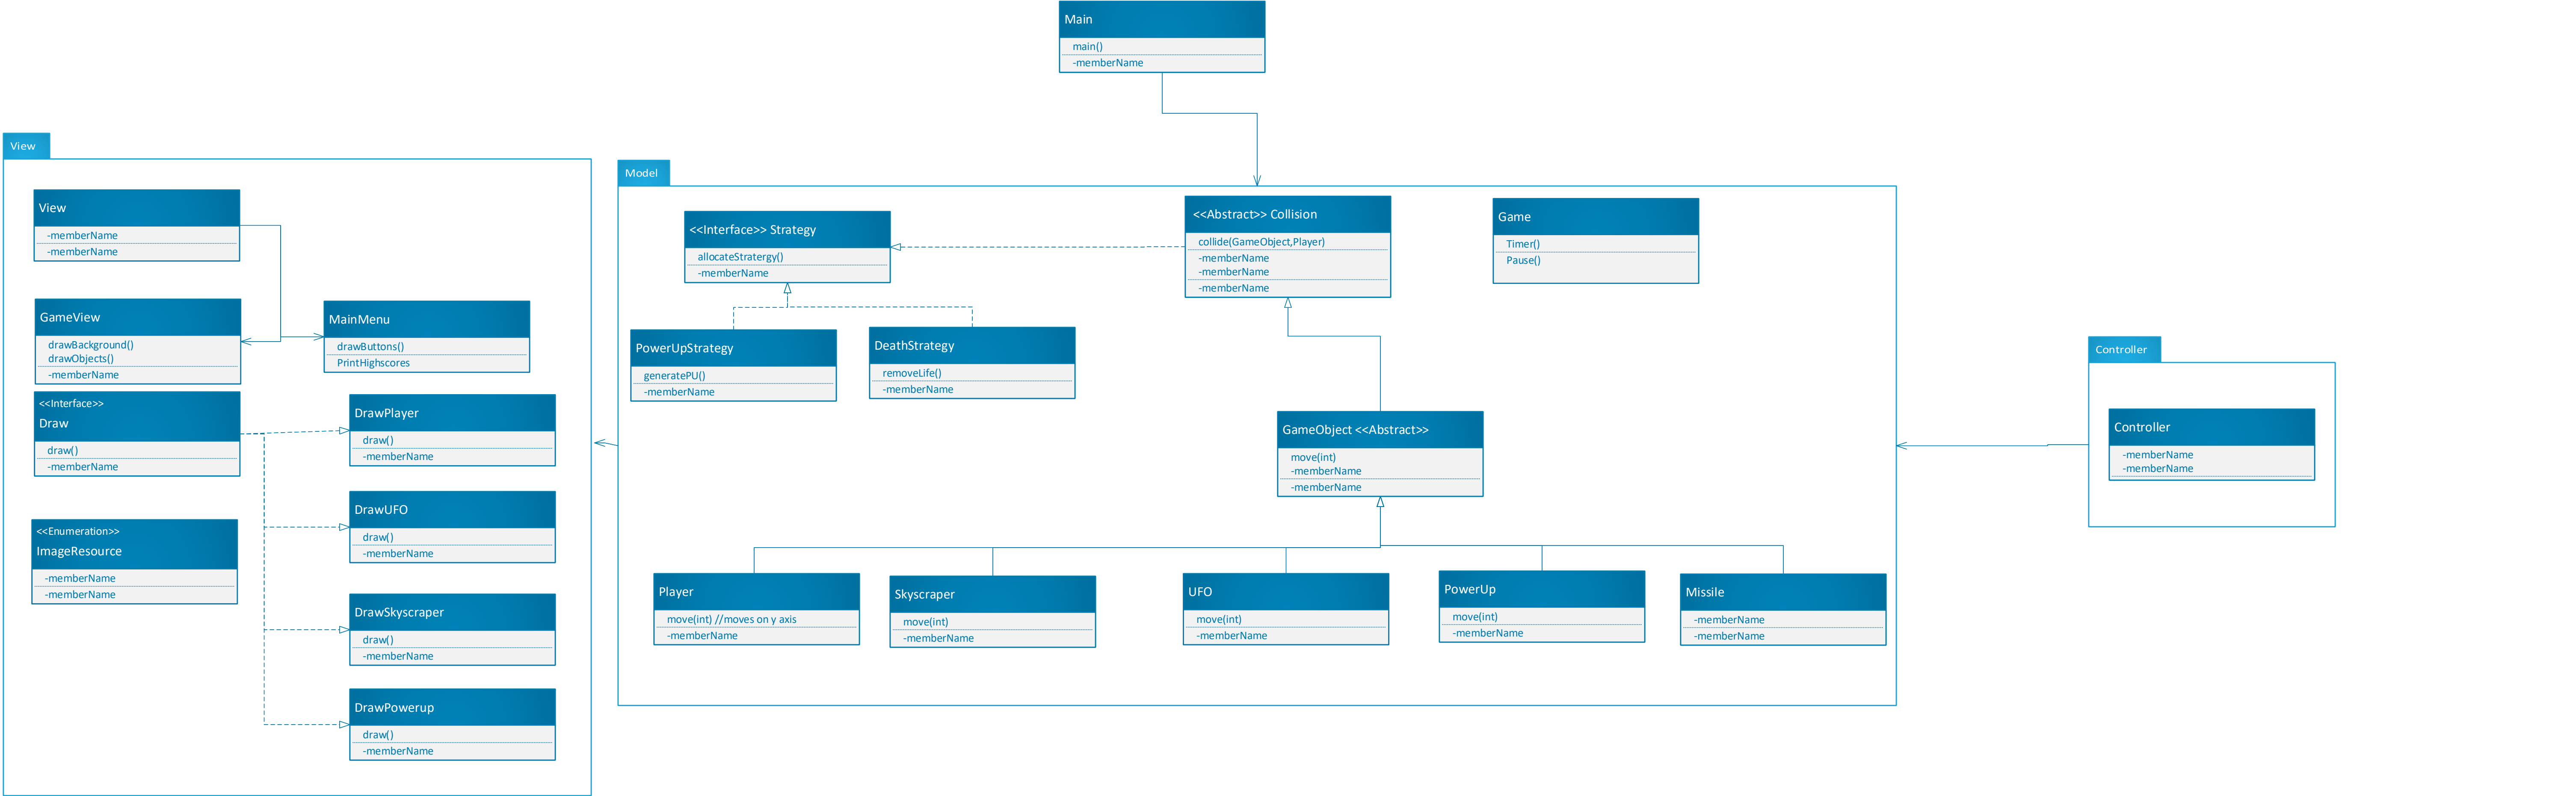 Main
main()
-memberName
View
View
-memberName
-memberName
GameView
drawBackground()
drawObjects()
-memberName
MainMenu
drawButtons()
PrintHighscores
<<Interface>>
Draw
draw()
-memberName
DrawPlayer
draw()
-memberName
DrawUFO
draw()
-memberName
<<Enumeration>>
ImageResource
-memberName
-memberName
DrawSkyscraper
draw()
-memberName
DrawPowerup
draw()
-memberName
Model
<<Interface>> Strategy
allocateStratergy()
-memberName
<<Abstract>> Collision
collide(GameObject,Player)
-memberName
-memberName
-memberName
Game
Timer()
Pause()
PowerUpStrategy
generatePU()
-memberName
DeathStrategy
removeLife()
-memberName
GameObject <<Abstract>>
move(int)
-memberName
-memberName
Player
move(int) //moves on y axis
-memberName
Skyscraper
move(int)
-memberName
UFO
move(int)
-memberName
PowerUp
move(int)
-memberName
Missile
-memberName
-memberName
Controller
Controller
-memberName
-memberName